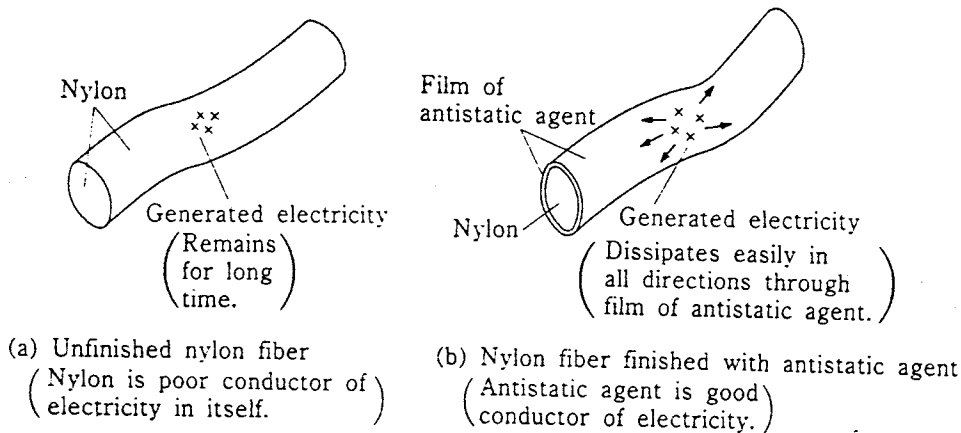 Nylon
Generated electricity
(Remains
for long
time.)
(a) Unfinished nylon fiber
(Nylon is poor conductor of
electricity in itself.)
Film of
antistatic agent
Nylon
Generated electricity
(Dissipates easily in
all directions through
film of antistatic agent.)
(b) Nylon fiber finished with antistatic agent
(Antistatic agent is good
conductor of electricity.)